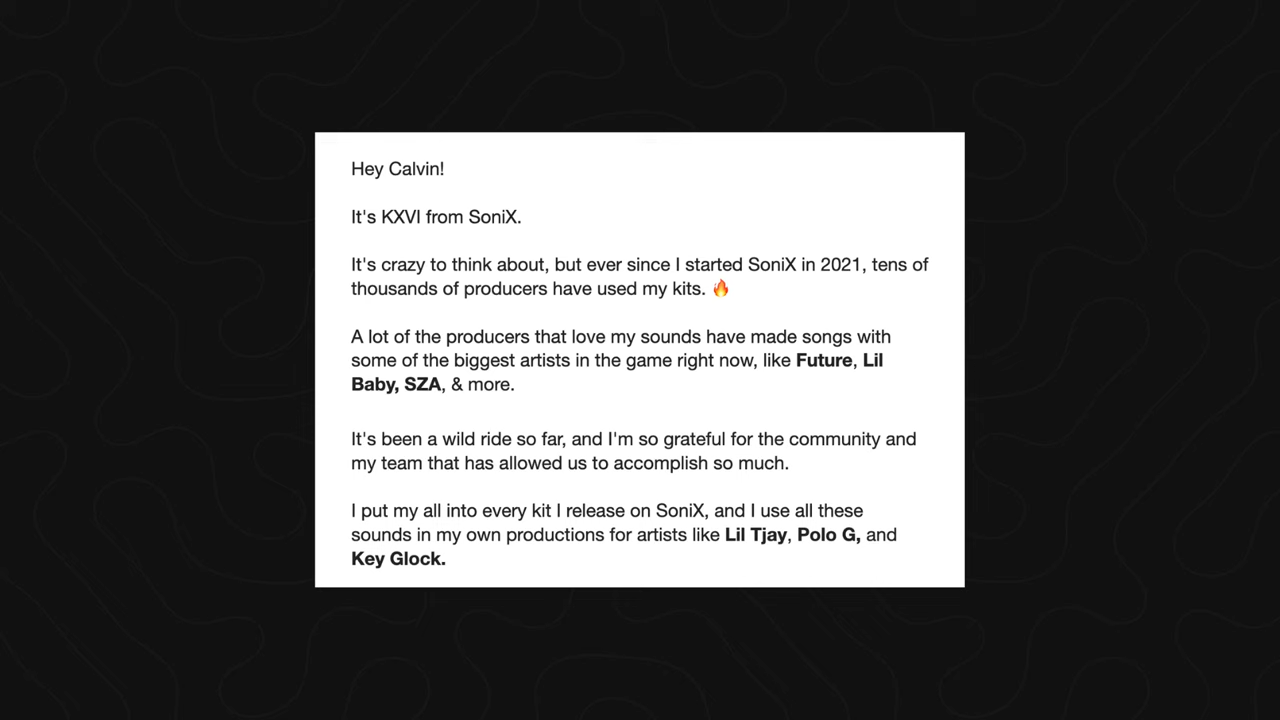 Hey Calvin!
It's KXVI from SoniX.
It's crazy to think about, but ever since I started SoniX in 2021, tens of
thousands of producers have used my kits. 🔥
A lot of the producers that love my sounds have made songs with
some of the biggest artists in the game right now, like Future, Lil
Baby, SZA, & more.
It's been a wild ride so far, and I'm so grateful for the community and
my team that has allowed us to accomplish so much.
I put my all into every kit I release on SoniX, and I use all these
sounds in my own productions for artists like Lil Tjay, Polo G, and
Key Glock.